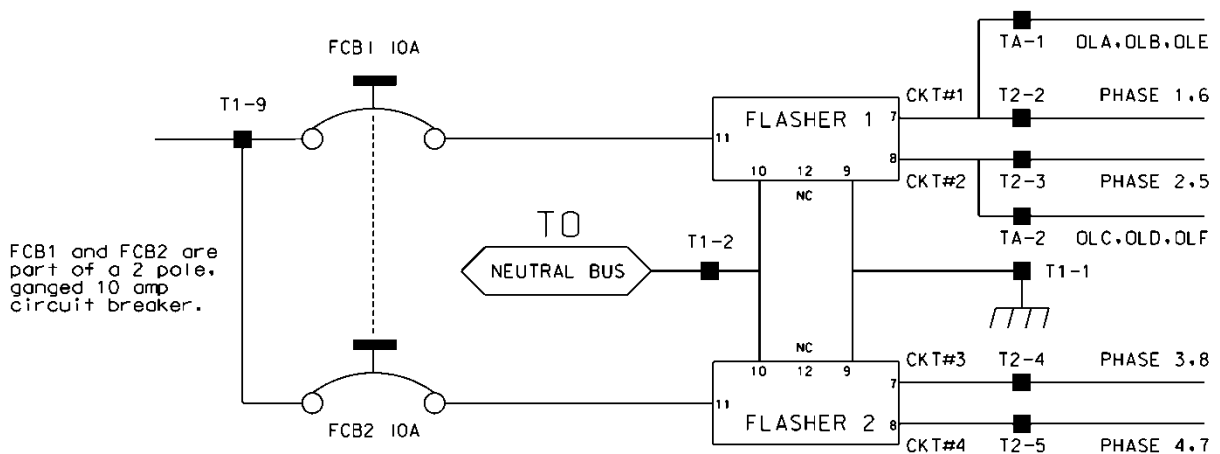 FCB1 10A
T1-9
TA-1 OLA,OLB,OLE
CKT#1 T2-2 PHASE 1,6
7
FLASHER 1
11
8
10 12 9
NC
CKT#2 T2-3 PHASE 2,5
TO
NEUTRAL BUS
T1-2
TA-2 OLC,OLD,OLF
T1-1
FCB1 and FCB2 are
part of a 2 pole,
ganged 10 amp
circuit breaker.
NC
10 12 9
CKT#3 T2-4 PHASE 3,8
7
11
FLASHER 2
8
FCB2 10A
CKT#4 T2-5 PHASE 4,7